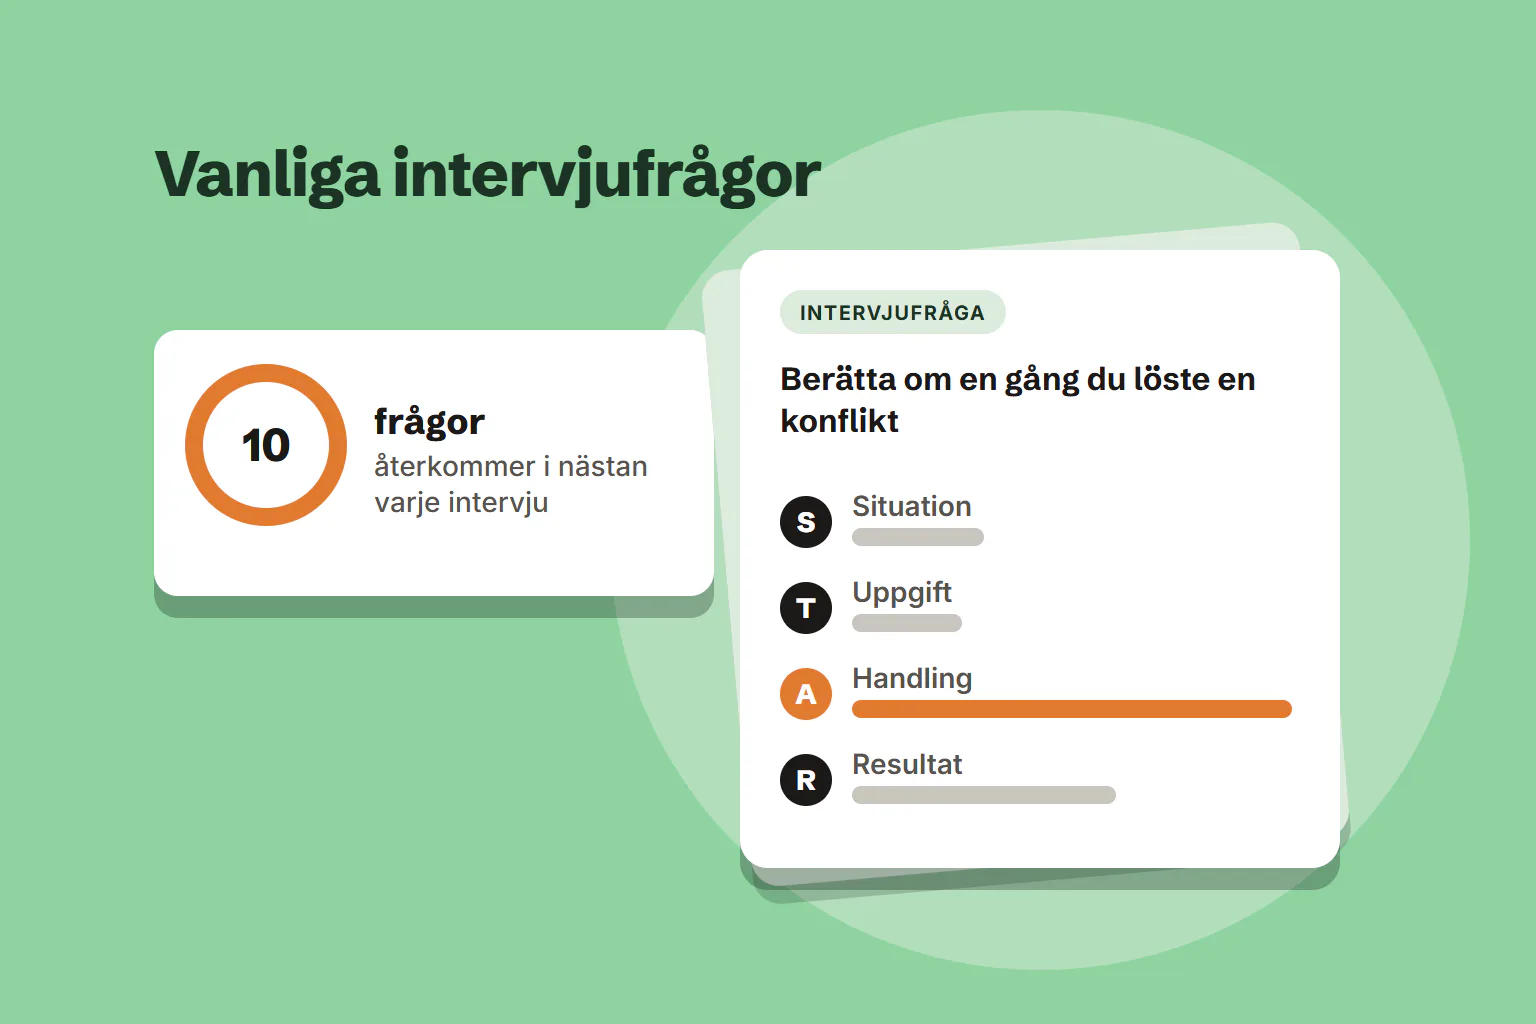 Vanliga intervjufrågor
10
frågor
återkommer i nästan
varje intervju
INTERVJUFRÅGA
Berätta om en gång du löste en
konflikt
S Situation
T Uppgift
A Handling
R Resultat